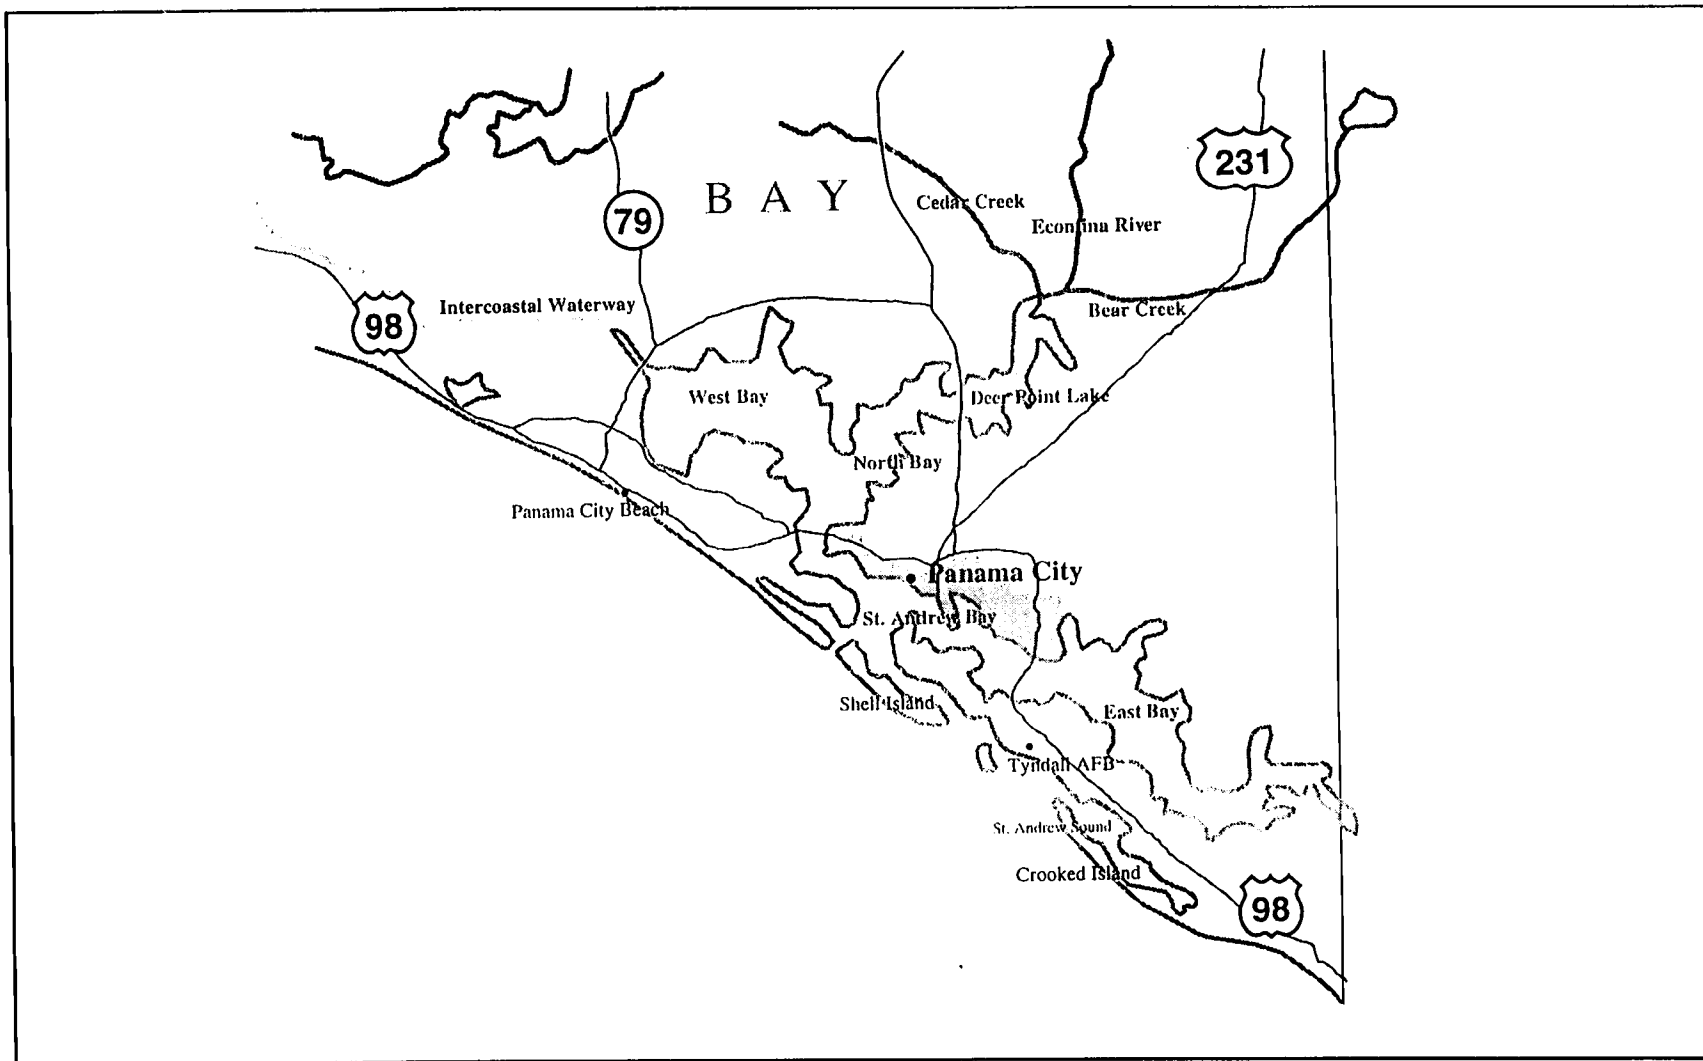 231
B A Y
Cedar Creek
79
Econfina River
Intercoastal Waterway
98
Bear Creek
West Bay
Deer Point Lake
North Bay
Panama City Beach
Panama City
St. Andrew Bay
Shell Island
East Bay
Tyndall AFB
St. Andrew Sound
Crooked Island
98